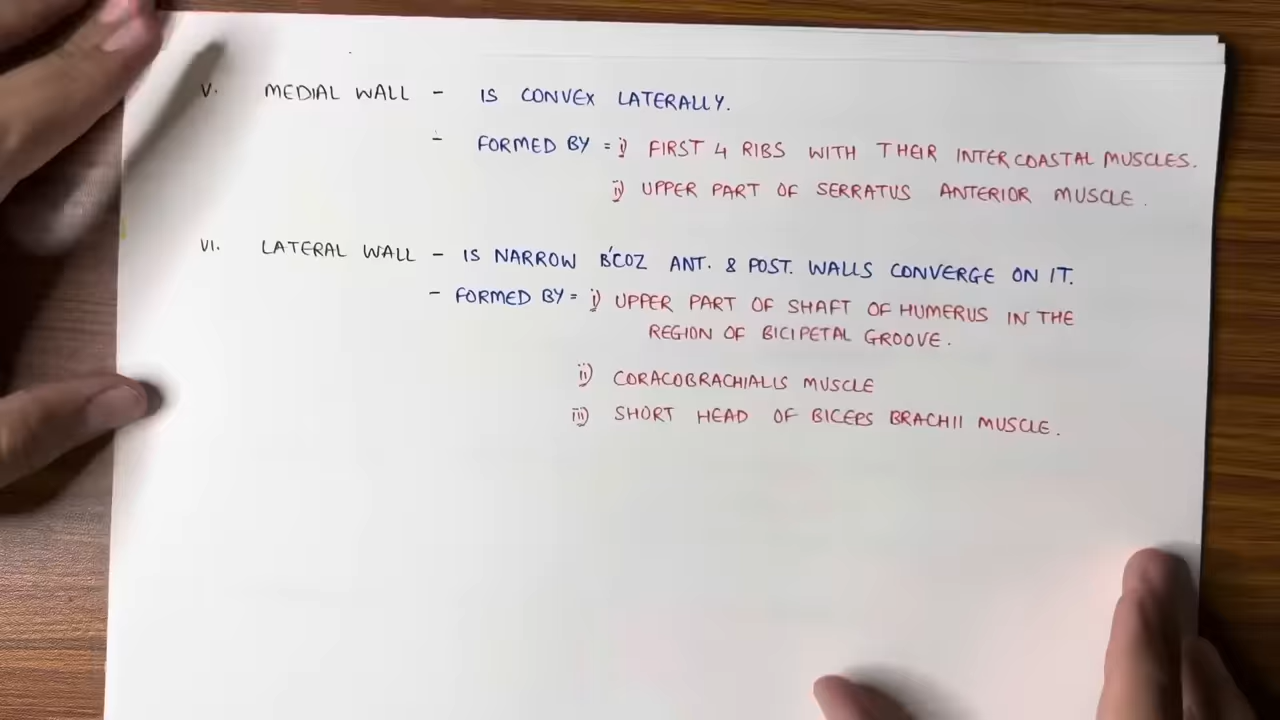 V. MEDIAL WALL - IS CONVEX LATERALLY.
- FORMED BY = i) FIRST 4 RIBS WITH THEIR INTERCOASTAL MUSCLES.
ii) UPPER PART OF SERRATUS ANTERIOR MUSCLE.
VI. LATERAL WALL - IS NARROW B'COZ ANT. & POST. WALLS CONVERGE ON IT.
- FORMED BY = i) UPPER PART OF SHAFT OF HUMERUS IN THE
REGION OF BICIPETAL GROOVE.
ii) CORACOBRACHIALIS MUSCLE
iii) SHORT HEAD OF BICEPS BRACHII MUSCLE.